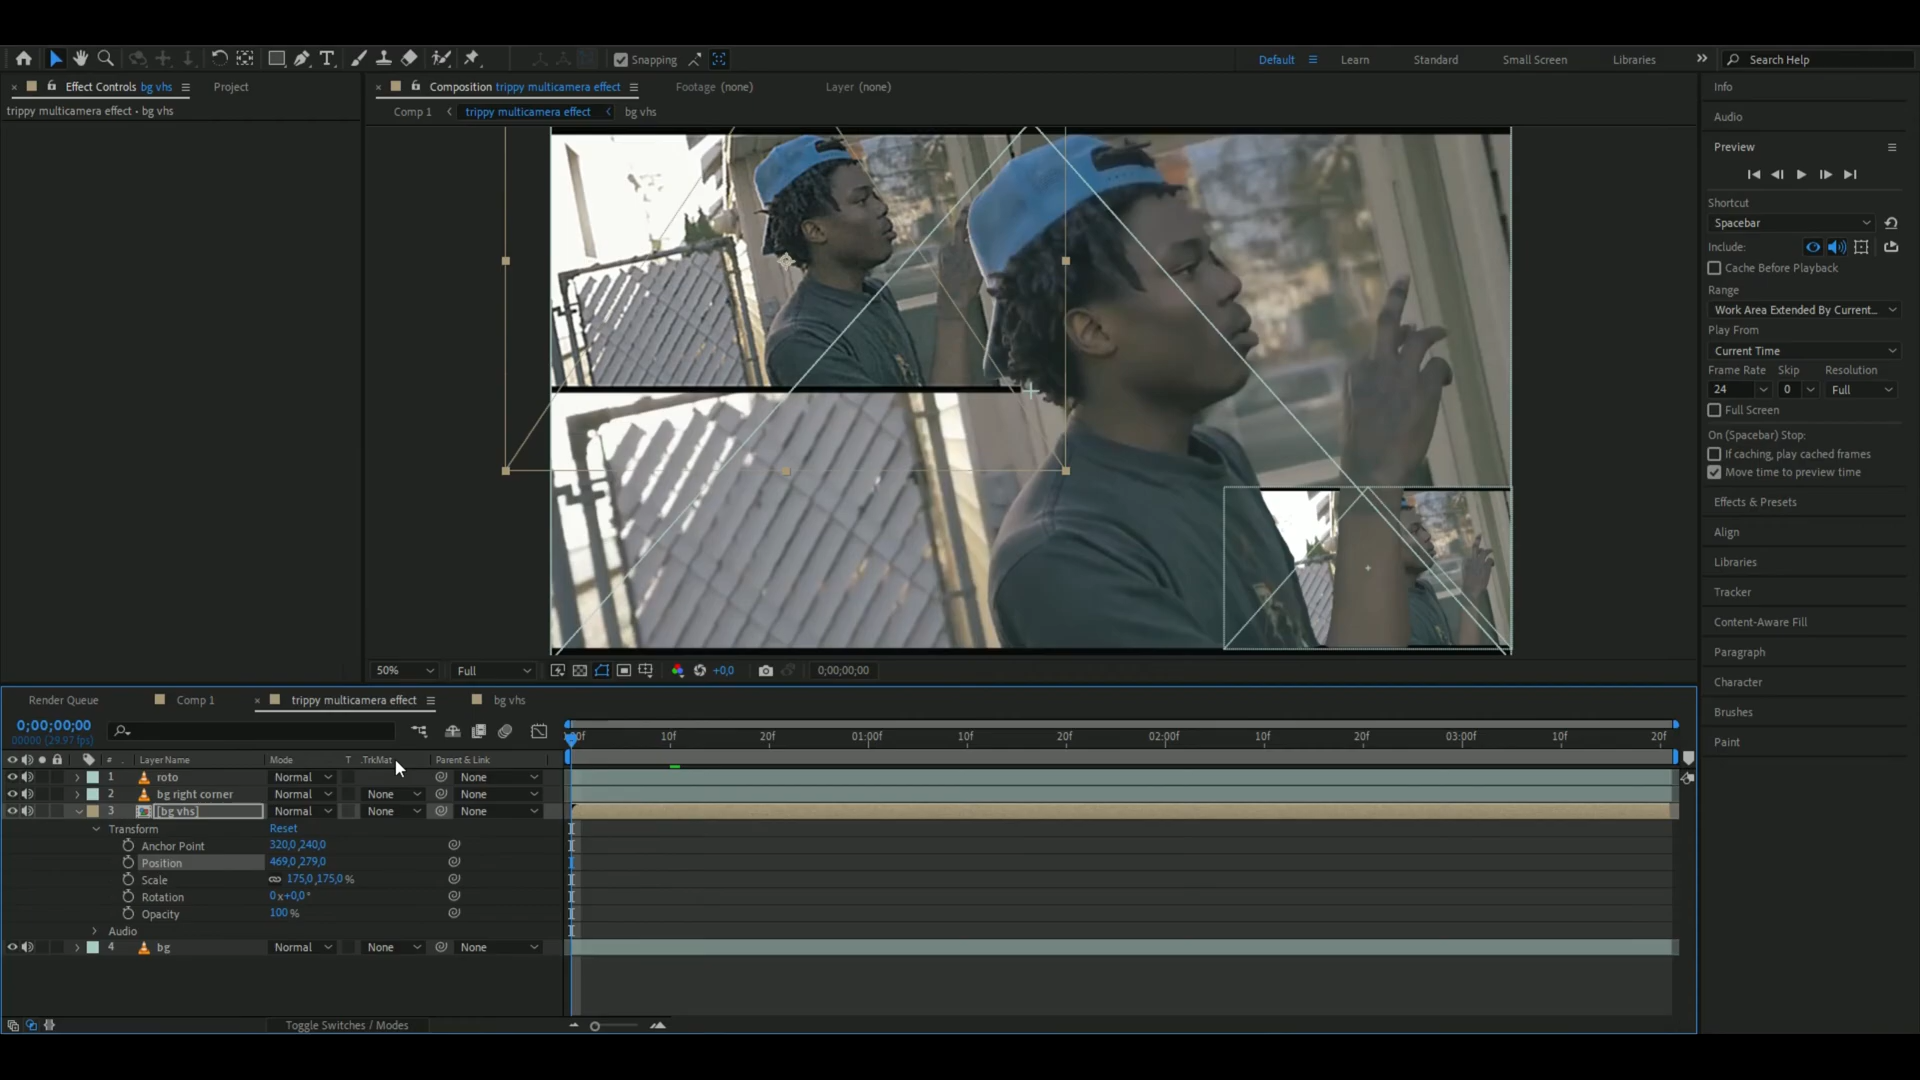 Snapping
Default
Learn
Standard
Small Screen
Libraries
Search Help
Effect Controls bg vhs
Project
trippy multicamera effect • bg vhs
Composition trippy multicamera effect
Footage (none)
Layer (none)
Comp 1
trippy multicamera effect
bg vhs
Info
Audio
Preview
Shortcut
Spacebar
Include:
Cache Before Playback
Range
Work Area Extended By Current...
Play From
Current Time
Frame Rate Skip Resolution
24 0 Full
Full Screen
On (Spacebar) Stop:
If caching, play cached frames
Move time to preview time
Effects & Presets
Align
Libraries
Tracker
Content-Aware Fill
Paragraph
Character
Brushes
Paint
50% Full +0,0 0;00;00;00
Render Queue
Comp 1
trippy multicamera effect
bg vhs
0;00;00;00
00000 (29.97 fps)
:00f 10f 20f 01:00f 10f 20f 02:00f 10f 20f 03:00f 10f 20f
# Layer Name Mode T .TrkMat Parent & Link
1 roto Normal None
2 bg right corner Normal None None
3 [bg vhs] Normal None None
Transform Reset
Anchor Point 320,0,240,0
Position 469,0,279,0
Scale 175,0,175,0 %
Rotation 0x+0,0°
Opacity 100 %
Audio
4 bg Normal None None
Toggle Switches / Modes